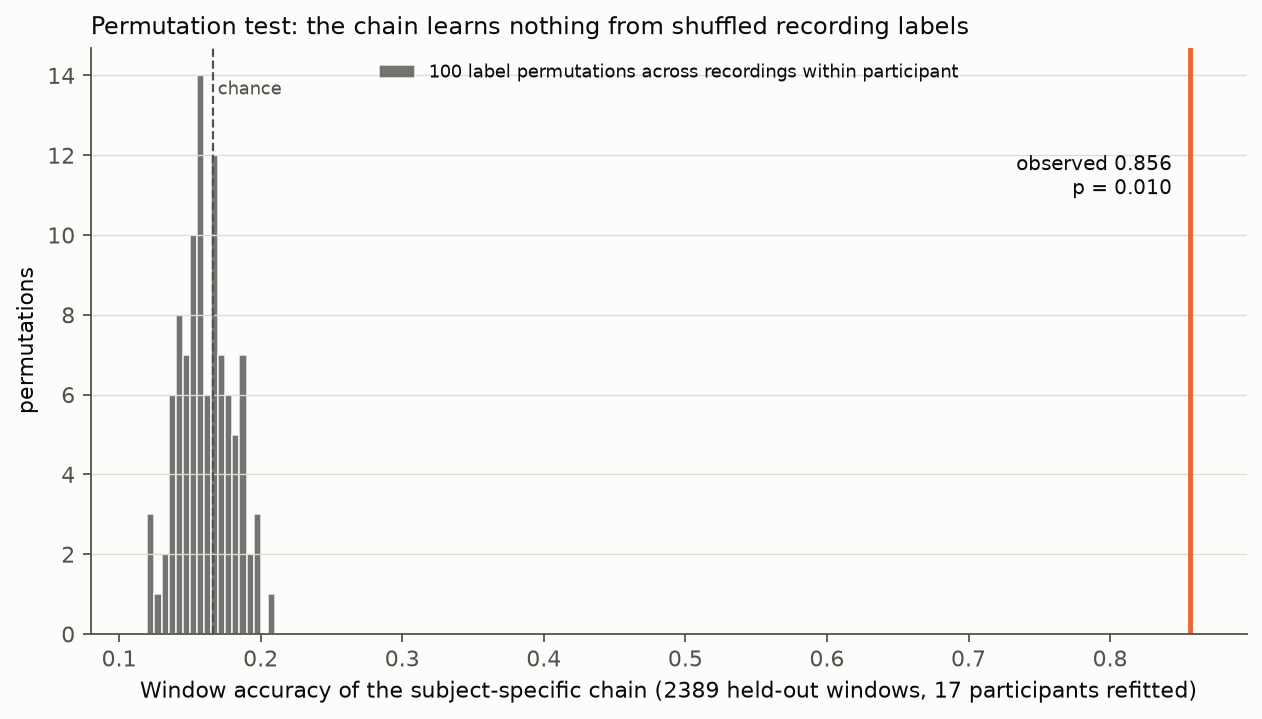 Permutation test: the chain learns nothing from shuffled recording labels
100 label permutations across recordings within participant
chance
observed 0.856
p = 0.010
permutations
14
12
10
8
6
4
2
0
0.1 0.2 0.3 0.4 0.5 0.6 0.7 0.8
Window accuracy of the subject-specific chain (2389 held-out windows, 17 participants refitted)